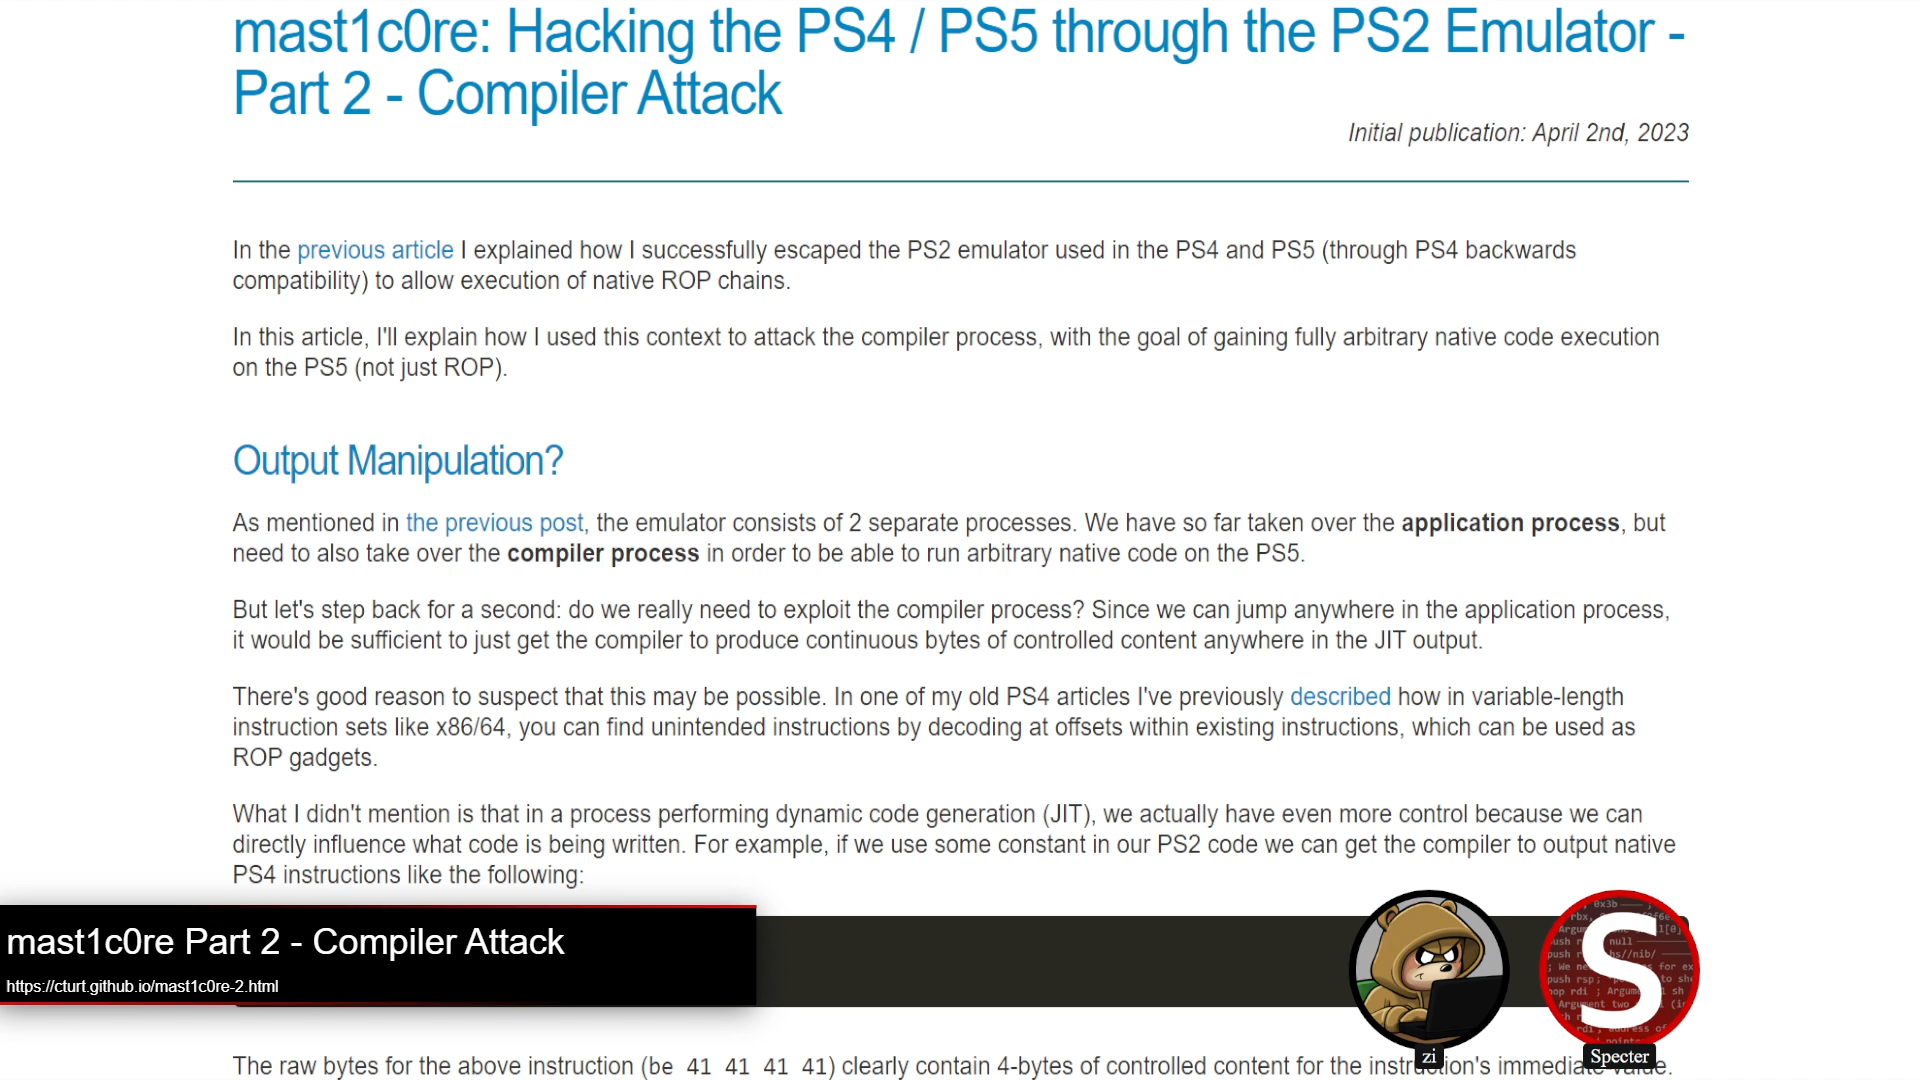 mast1c0re: Hacking the PS4 / PS5 through the PS2 Emulator -
Part 2 - Compiler Attack
Initial publication: April 2nd, 2023
In the previous article I explained how I successfully escaped the PS2 emulator used in the PS4 and PS5 (through PS4 backwards
compatibility) to allow execution of native ROP chains.
In this article, I'll explain how I used this context to attack the compiler process, with the goal of gaining fully arbitrary native code execution
on the PS5 (not just ROP).
Output Manipulation?
As mentioned in the previous post, the emulator consists of 2 separate processes. We have so far taken over the application process, but
need to also take over the compiler process in order to be able to run arbitrary native code on the PS5.
But let's step back for a second: do we really need to exploit the compiler process? Since we can jump anywhere in the application process,
it would be sufficient to just get the compiler to produce continuous bytes of controlled content anywhere in the JIT output.
There's good reason to suspect that this may be possible. In one of my old PS4 articles I've previously described how in variable-length
instruction sets like x86/64, you can find unintended instructions by decoding at offsets within existing instructions, which can be used as
ROP gadgets.
What I didn't mention is that in a process performing dynamic code generation (JIT), we actually have even more control because we can
directly influence what code is being written. For example, if we use some constant in our PS2 code we can get the compiler to output native
PS4 instructions like the following:
mast1c0re Part 2 - Compiler Attack
https://cturt.github.io/mast1c0re-2.html
S
zi
Specter
The raw bytes for the above instruction (be 41 41 41 41) clearly contain 4-bytes of controlled content for the instruction's immediate value.